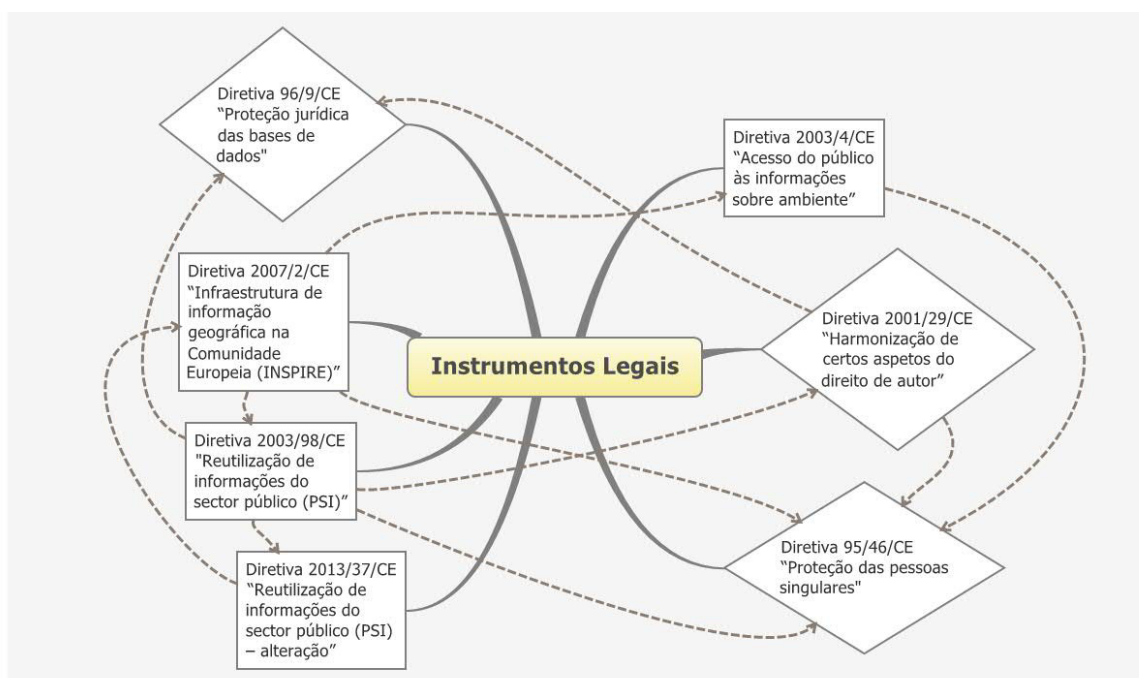 Diretiva 96/9/CE
“Proteção jurídica
das bases de
dados"
Diretiva 2003/4/CE
“Acesso do público
às informações
sobre ambiente”
Diretiva 2007/2/CE
“Infraestrutura de
informação
geográfica na
Comunidade
Europeia (INSPIRE)”
Instrumentos Legais
Diretiva 2001/29/CE
“Harmonização de
certos aspetos do
direito de autor”
Diretiva 2003/98/CE
"Reutilização de
informações do
sector público (PSI)”
Diretiva 95/46/CE
“Proteção das pessoas
singulares"
Diretiva 2013/37/CE
“Reutilização de
informações do
sector público (PSI)
– alteração”